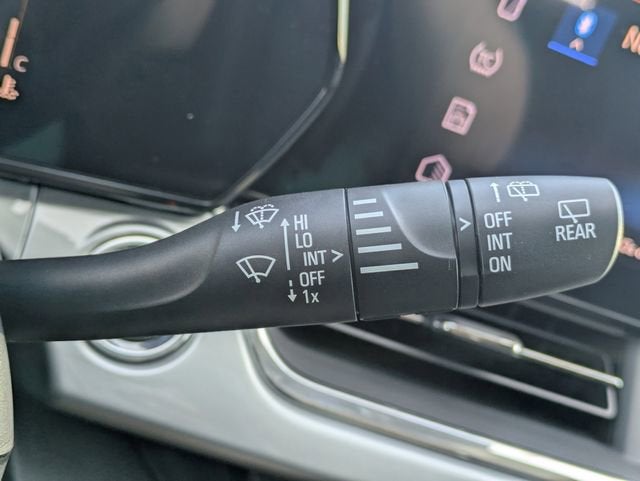 HI
LO
INT >
OFF
1x
>
OFF
INT
ON
REAR
C
A